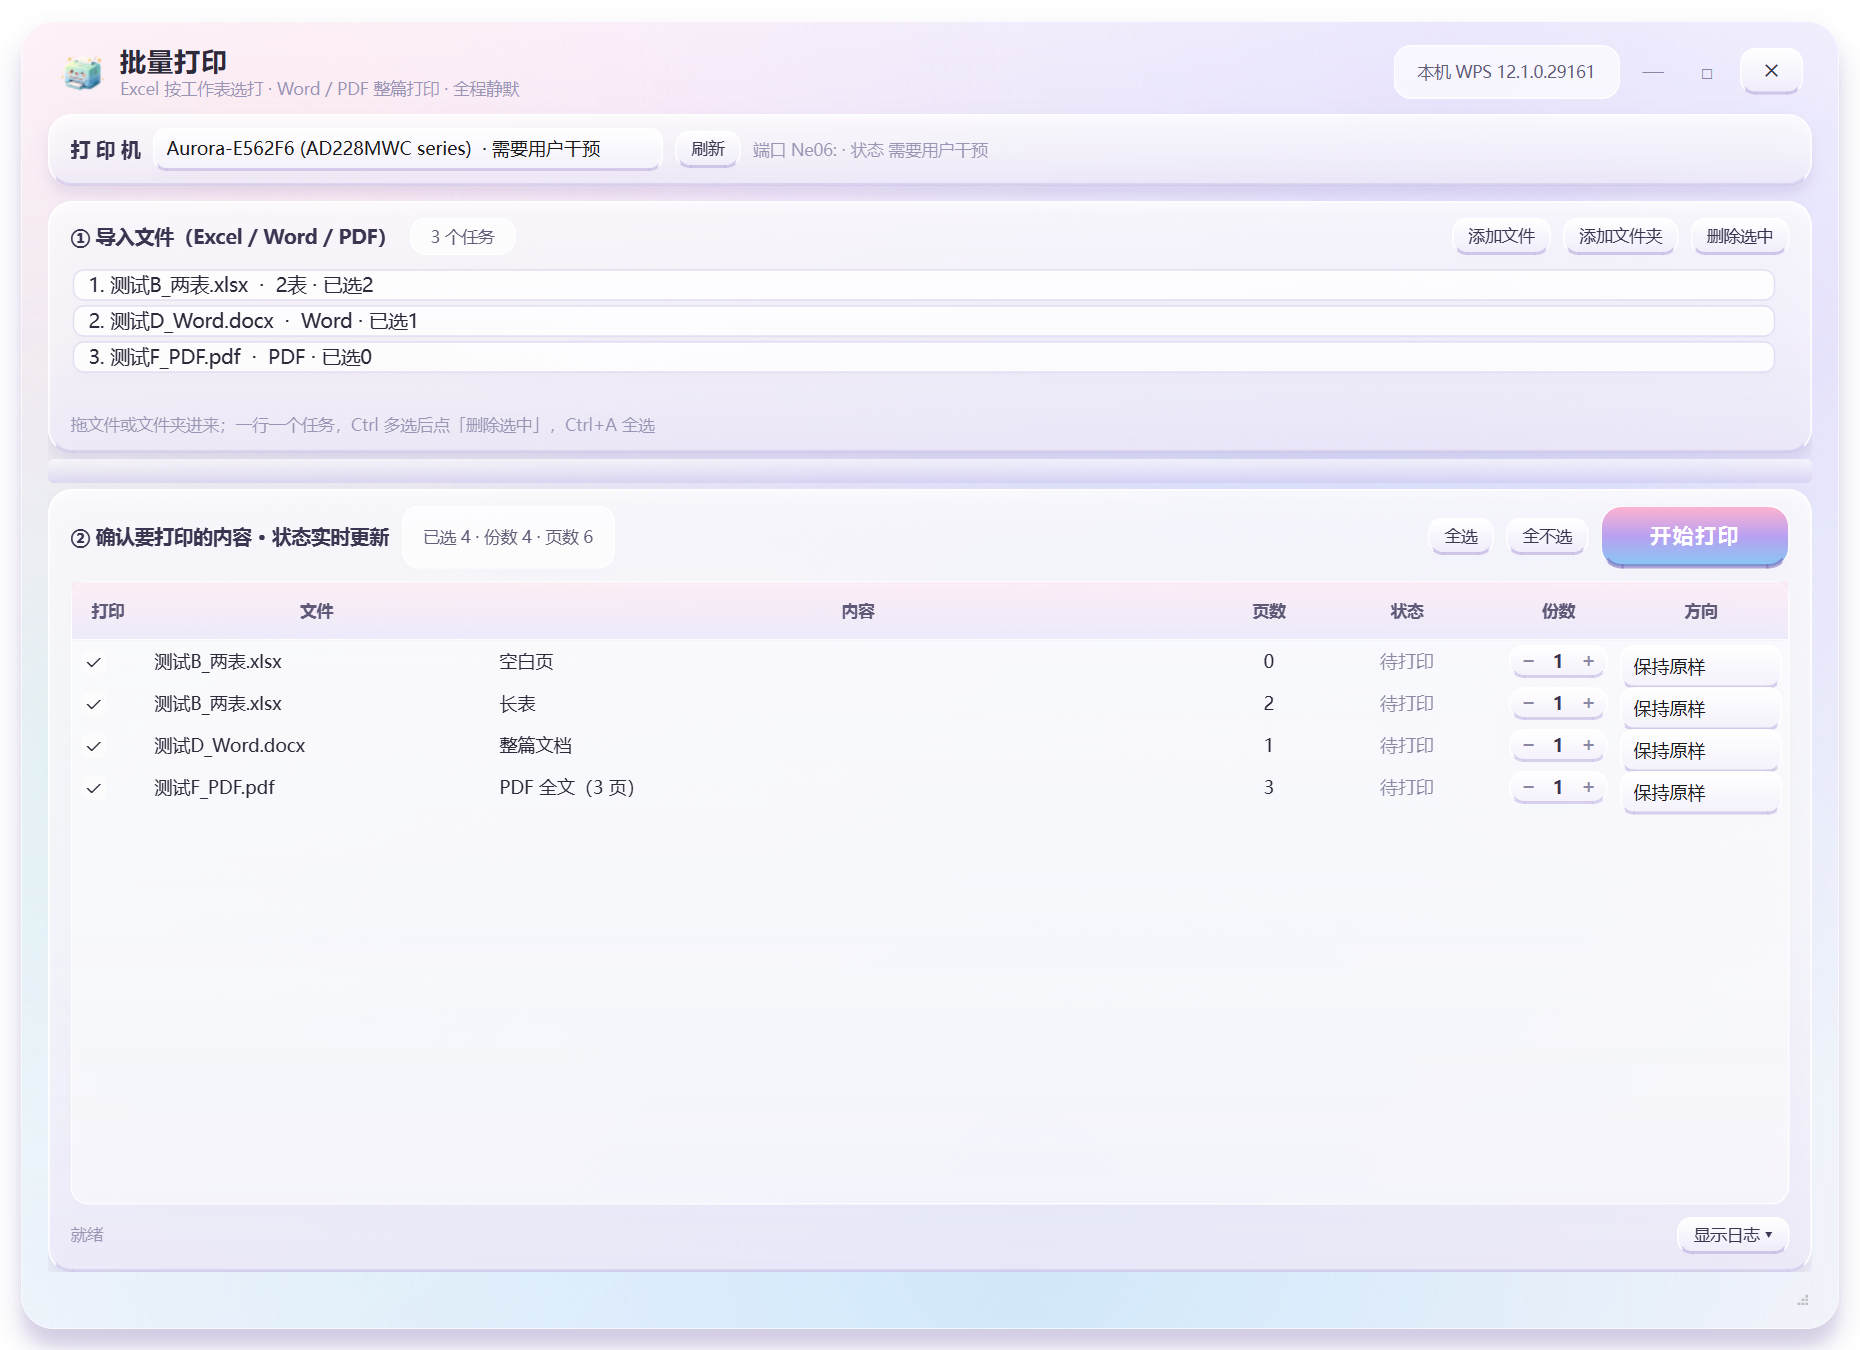 批量打印
Excel 按工作表选打 · Word / PDF 整篇打印 · 全程静默
本机 WPS 12.1.0.29161
打 印 机
Aurora-E562F6 (AD228MWC series) · 需要用户干预
刷新
端口 Ne06: · 状态 需要用户干预
① 导入文件（Excel / Word / PDF）
3 个任务
添加文件
添加文件夹
删除选中
1. 测试B_两表.xlsx · 2表 · 已选2
2. 测试D_Word.docx · Word · 已选1
3. 测试F_PDF.pdf · PDF · 已选0
拖文件或文件夹进来；一行一个任务，Ctrl 多选后点「删除选中」，Ctrl+A 全选
② 确认要打印的内容 · 状态实时更新
已选 4 · 份数 4 · 页数 6
全选
全不选
开始打印
打印 文件 内容 页数 状态 份数 方向
测试B_两表.xlsx 空白页 0 待打印 − 1 + 保持原样
测试B_两表.xlsx 长表 2 待打印 − 1 + 保持原样
测试D_Word.docx 整篇文档 1 待打印 − 1 + 保持原样
测试F_PDF.pdf PDF 全文（3 页） 3 待打印 − 1 + 保持原样
就绪
显示日志 ▾